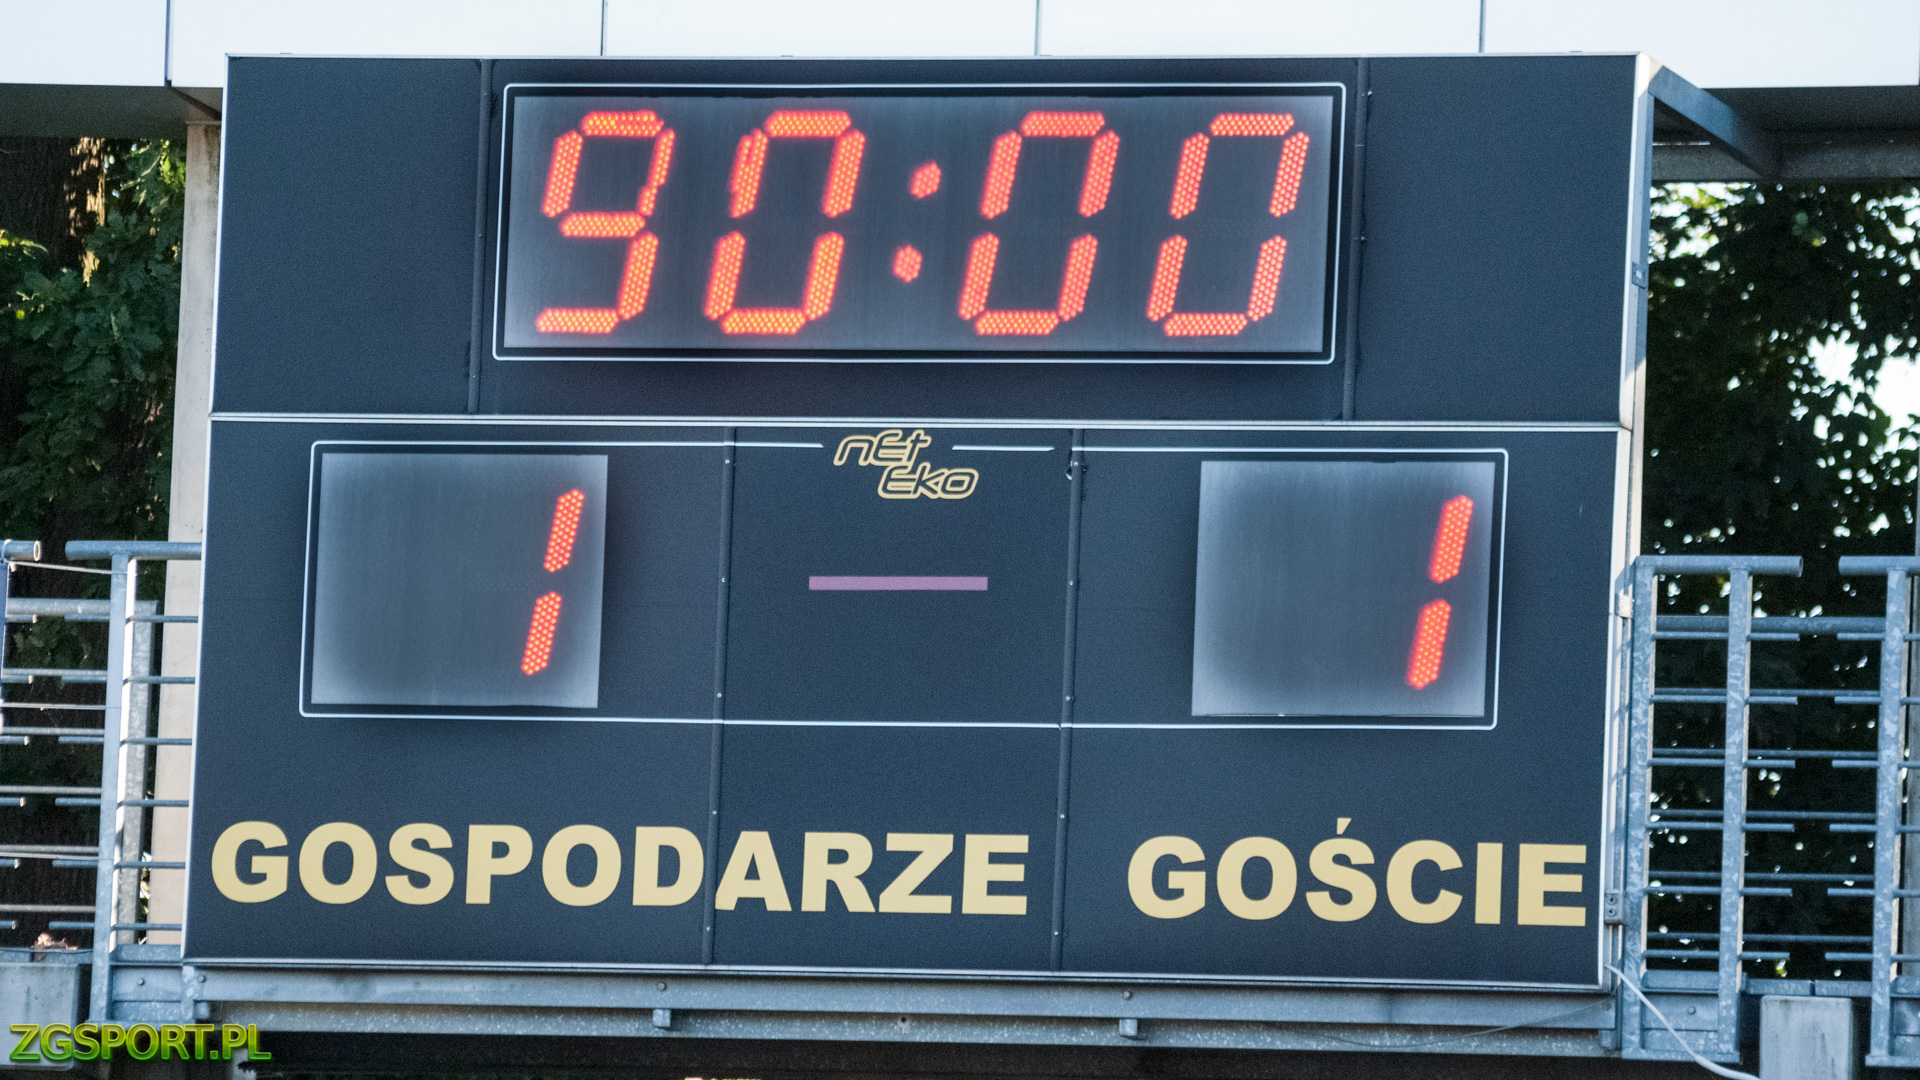 90:00
net
Eko
1 — 1
GOSPODARZE GOŚCIE
ZGSPORT.PL